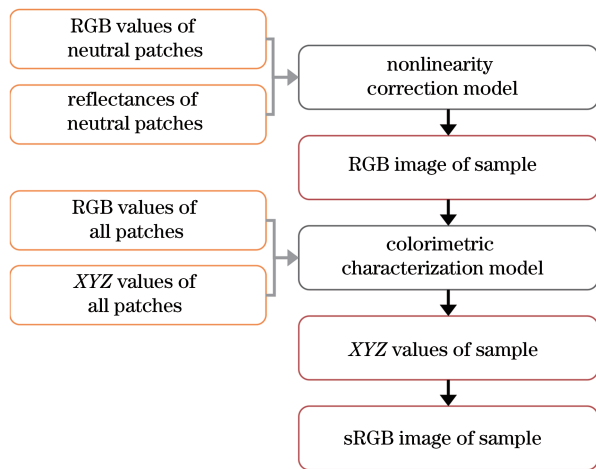 RGB values of
neutral patches
reflectances of
neutral patches
nonlinearity
correction model
RGB image of sample
RGB values of
all patches
XYZ values of
all patches
colorimetric
characterization model
XYZ values of sample
sRGB image of sample